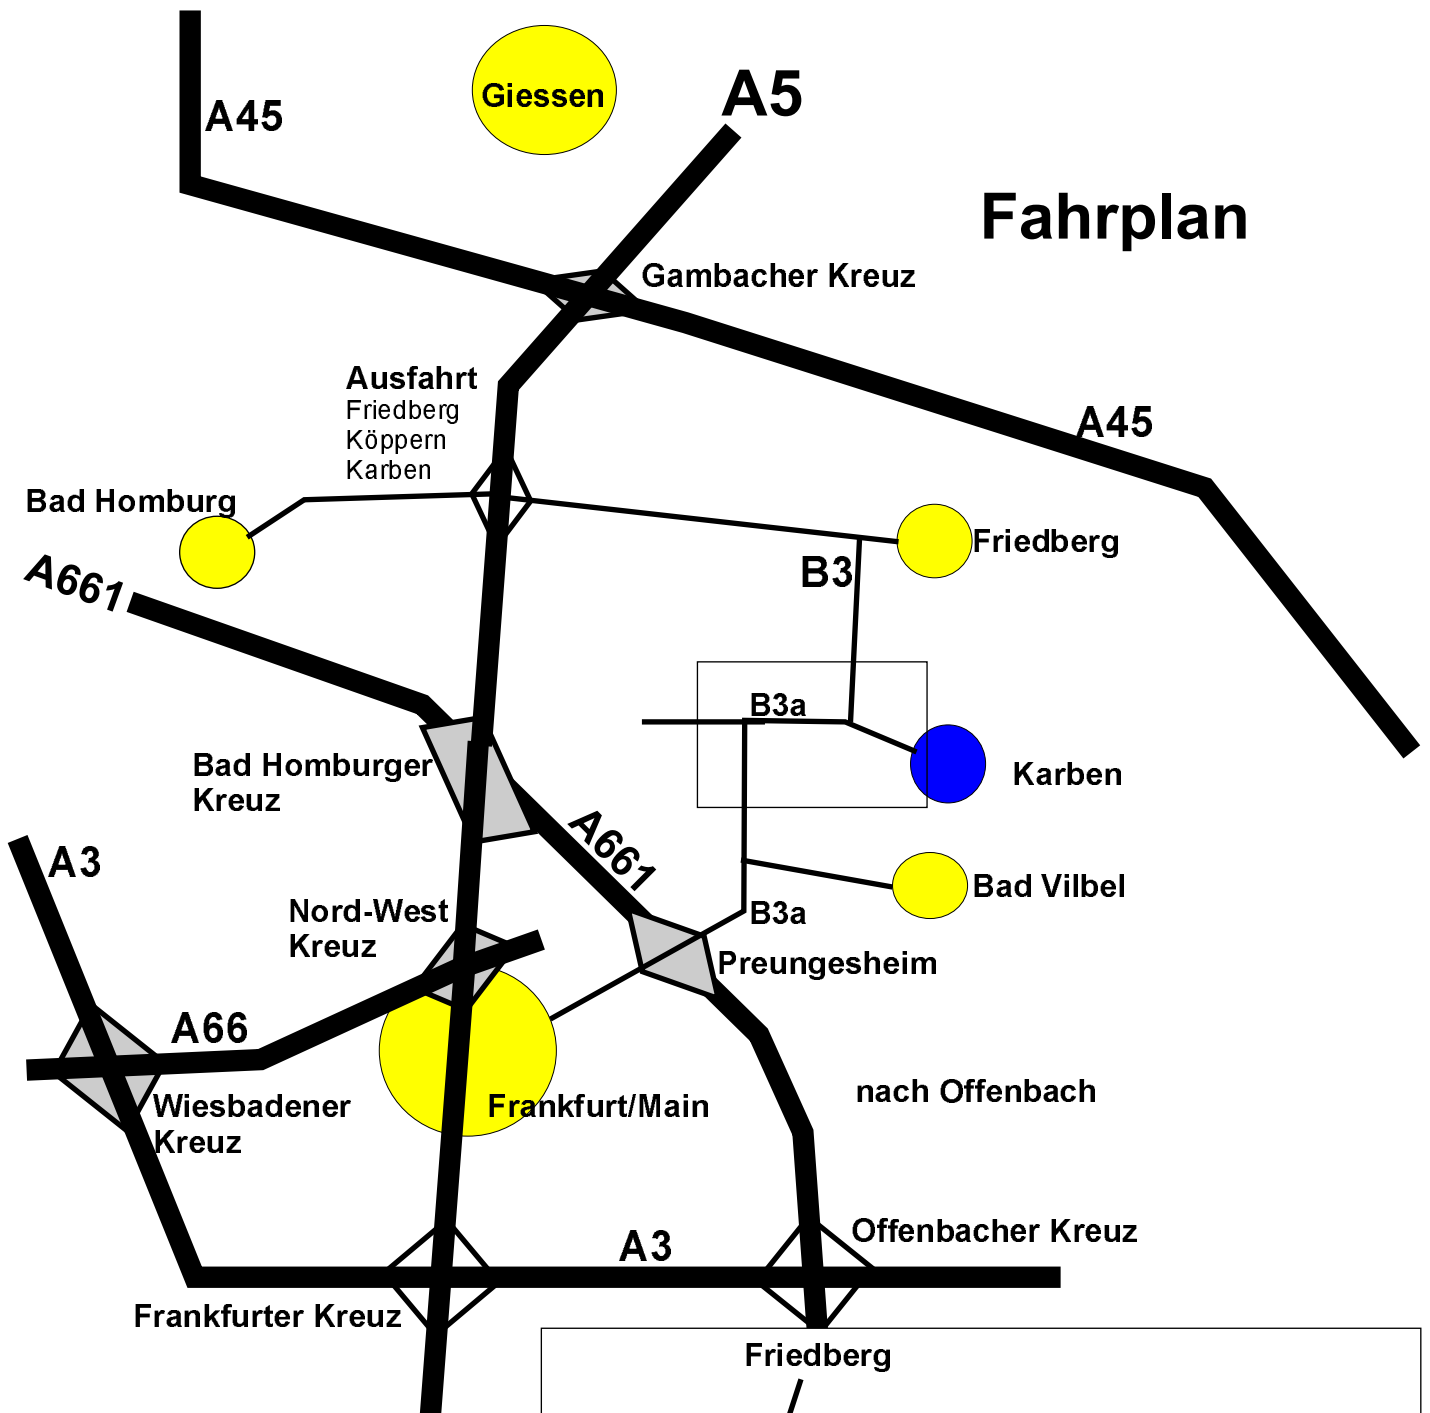 A45
Giessen
A5
Fahrplan
Gambacher Kreuz
Ausfahrt
Friedberg
Köppern
Karben
A45
Bad Homburg
Friedberg
B3
A661
B3a
Bad Homburger
Kreuz
Karben
A661
A3
Bad Vilbel
Nord-West
Kreuz
B3a
Preungesheim
A66
Wiesbadener
Kreuz
Frankfurt/Main
nach Offenbach
Offenbacher Kreuz
A3
Frankfurter Kreuz
Friedberg